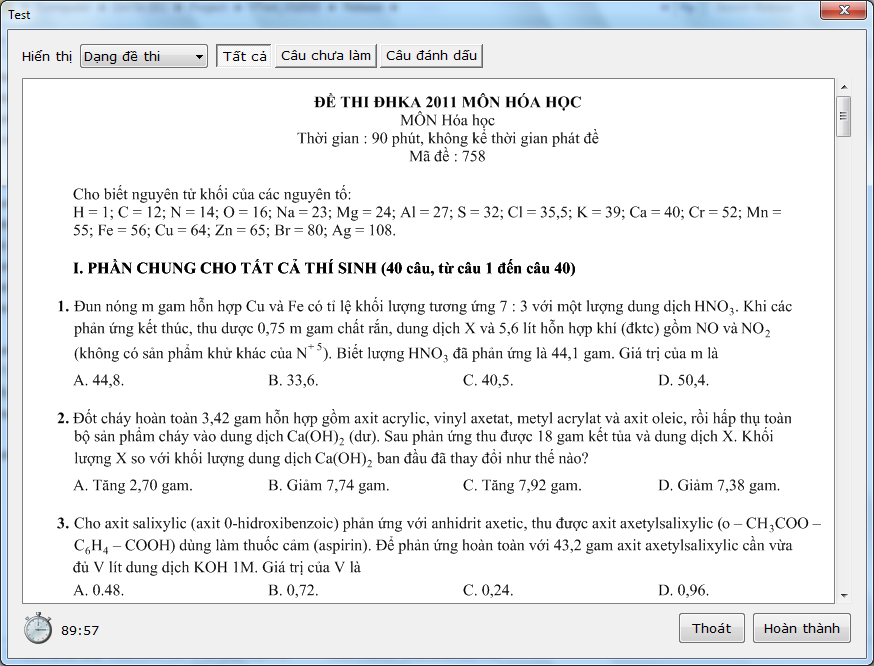 Test
Hiển thị Dạng đề thi Tất cả Câu chưa làm Câu đánh dấu
ĐỀ THI ĐHKA 2011 MÔN HÓA HỌC
MÔN Hóa học
Thời gian : 90 phút, không kể thời gian phát đề
Mã đề : 758
Cho biết nguyên tử khối của các nguyên tố:
H = 1; C = 12; N = 14; O = 16; Na = 23; Mg = 24; Al = 27; S = 32; Cl = 35,5; K = 39; Ca = 40; Cr = 52; Mn =
55; Fe = 56; Cu = 64; Zn = 65; Br = 80; Ag = 108.
I. PHẦN CHUNG CHO TẤT CẢ THÍ SINH (40 câu, từ câu 1 đến câu 40)
1. Đun nóng m gam hỗn hợp Cu và Fe có tỉ lệ khối lượng tương ứng 7 : 3 với một lượng dung dịch HNO₃. Khi các
phản ứng kết thúc, thu dược 0,75 m gam chất rắn, dung dịch X và 5,6 lít hỗn hợp khí (đktc) gồm NO và NO₂
(không có sản phẩm khử khác của N⁺⁵). Biết lượng HNO₃ đã phản ứng là 44,1 gam. Giá trị của m là
A. 44,8. B. 33,6. C. 40,5. D. 50,4.
2. Đốt cháy hoàn toàn 3,42 gam hỗn hợp gồm axit acrylic, vinyl axetat, metyl acrylat và axit oleic, rồi hấp thụ toàn
bộ sản phẩm cháy vào dung dịch Ca(OH)₂ (dư). Sau phản ứng thu được 18 gam kết tủa và dung dịch X. Khối
lượng X so với khối lượng dung dịch Ca(OH)₂ ban đầu đã thay đổi như thế nào?
A. Tăng 2,70 gam. B. Giảm 7,74 gam. C. Tăng 7,92 gam. D. Giảm 7,38 gam.
3. Cho axit salixylic (axit 0-hidroxibenzoic) phản ứng với anhidrit axetic, thu được axit axetylsalixylic (o – CH₃COO –
C₆H₄ – COOH) dùng làm thuốc cảm (aspirin). Để phản ứng hoàn toàn với 43,2 gam axit axetylsalixylic cần vừa
đủ V lít dung dịch KOH 1M. Giá trị của V là
A. 0.48. B. 0,72. C. 0,24. D. 0,96.
89:57 Thoát Hoàn thành